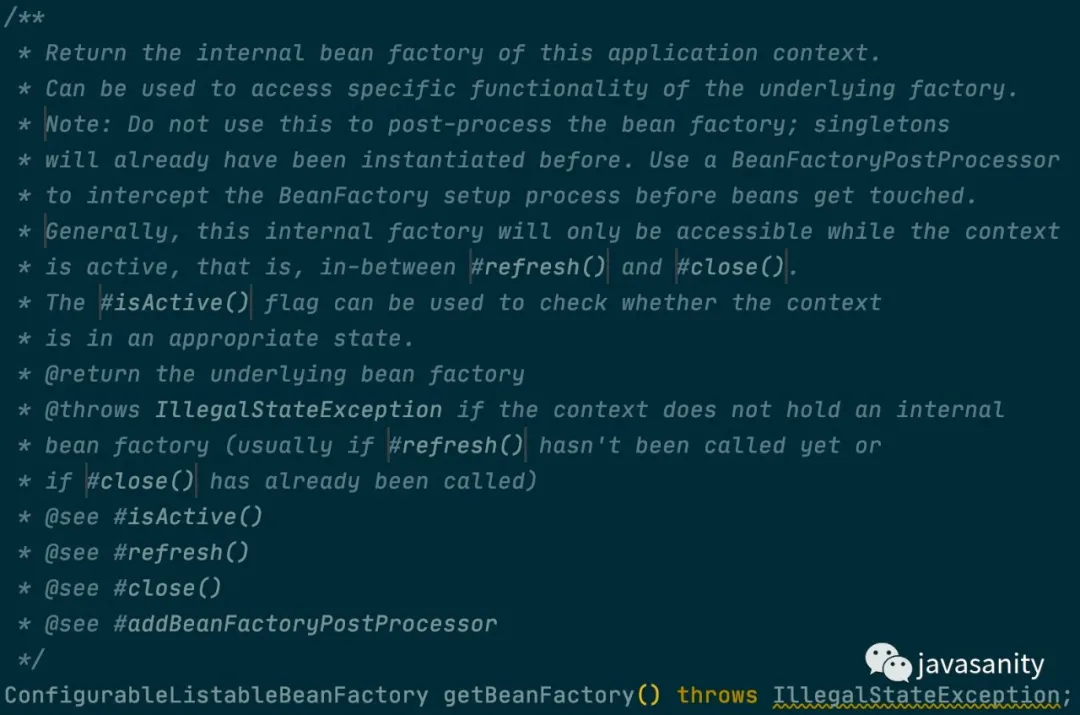 /**
 * Return the internal bean factory of this application context.
 * Can be used to access specific functionality of the underlying factory.
 * Note: Do not use this to post-process the bean factory; singletons
 * will already have been instantiated before. Use a BeanFactoryPostProcessor
 * to intercept the BeanFactory setup process before beans get touched.
 * Generally, this internal factory will only be accessible while the context
 * is active, that is, in-between #refresh() and #close().
 * The #isActive() flag can be used to check whether the context
 * is in an appropriate state.
 * @return the underlying bean factory
 * @throws IllegalStateException if the context does not hold an internal
 * bean factory (usually if #refresh() hasn't been called yet or
 * if #close() has already been called)
 * @see #isActive()
 * @see #refresh()
 * @see #close()
 * @see #addBeanFactoryPostProcessor
 */
javasanity
ConfigurableListableBeanFactory getBeanFactory() throws IllegalStateException;